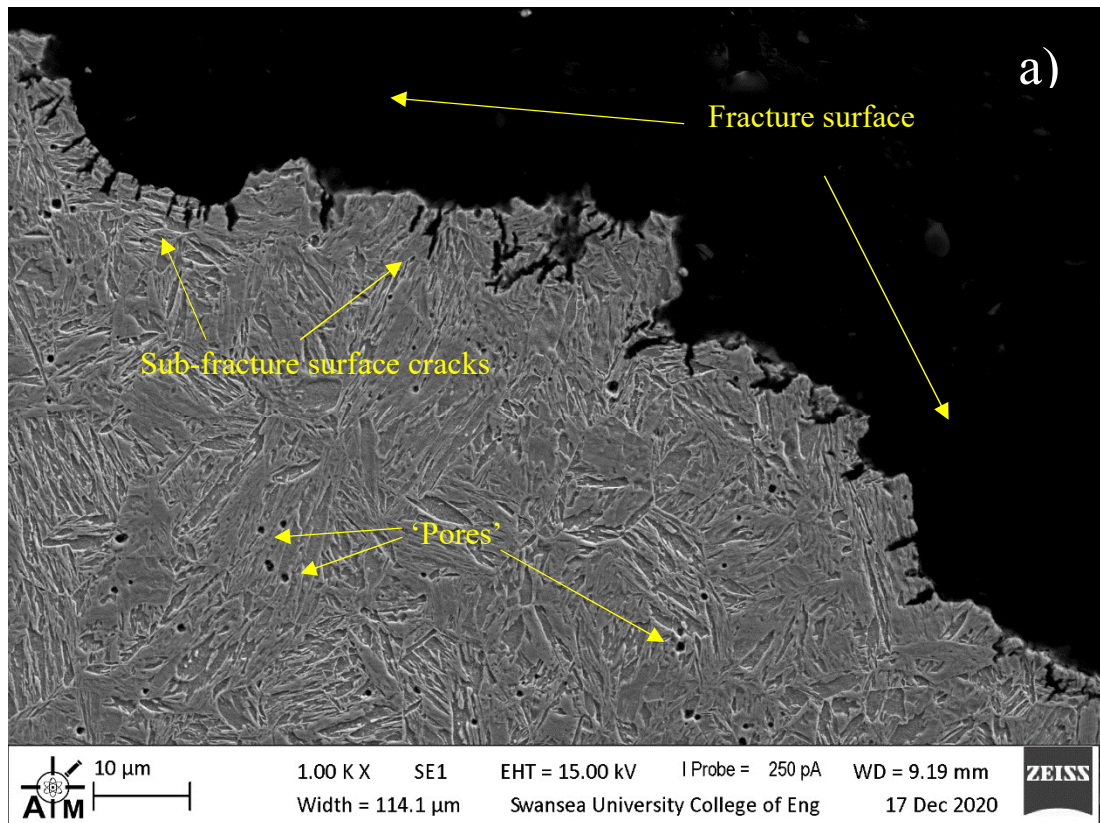 a)
Fracture surface
Sub-fracture surface cracks
‘Pores’
10 µm
1.00 K X SE1 EHT = 15.00 kV I Probe = 250 pA WD = 9.19 mm
ZEISS
ATM
Width = 114.1 µm Swansea University College of Eng 17 Dec 2020